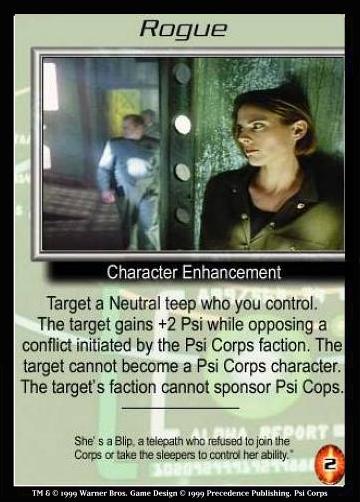 Rogue
Character Enhancement
Target a Neutral teep who you control.
The target gains +2 Psi while opposing a
conflict initiated by the Psi Corps faction. The
target cannot become a Psi Corps character.
The target's faction cannot sponsor Psi Cops.
She' s a Blip, a telepath who refused to join the
Corps or take the sleepers to control her ability."
2
TM & © 1999 Warner Bros. Game Design © 1999 Precedence Publishing. Psi Corps